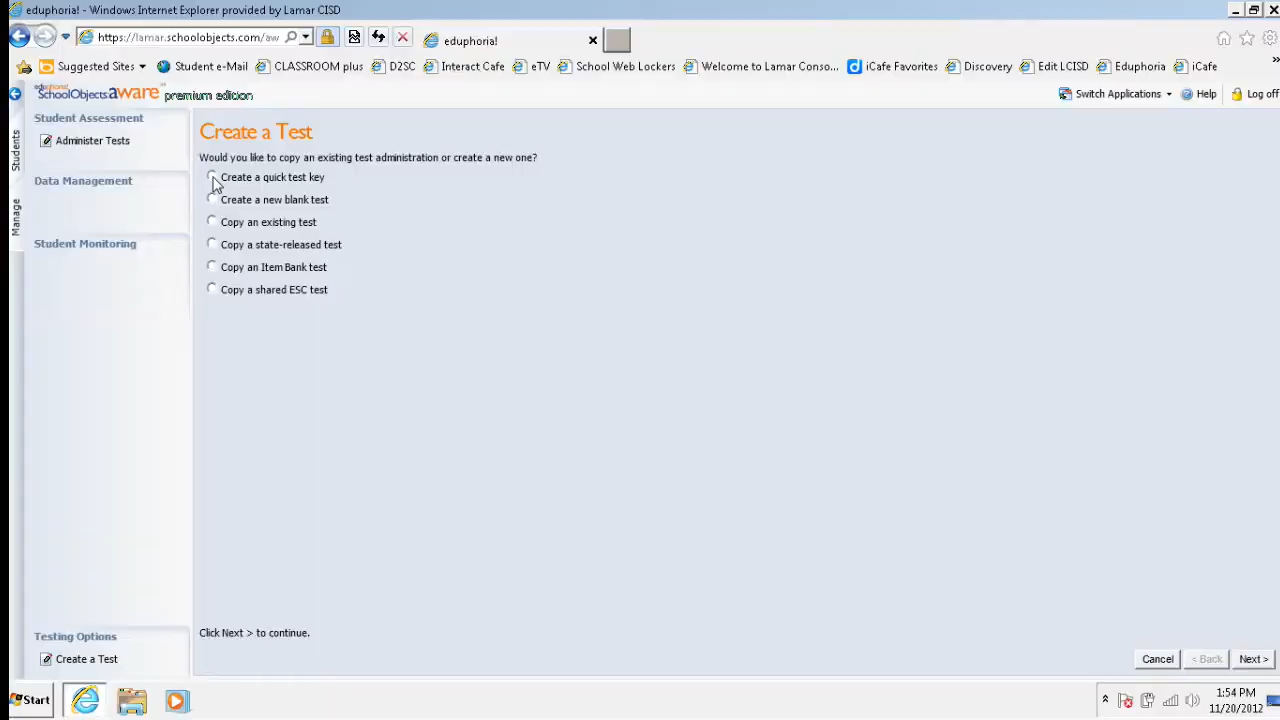 eduphoria! - Windows Internet Explorer provided by Lamar CISD
https://lamar.schoolobjects.com/aw
eduphoria!
Suggested Sites
Student e-Mail
CLASSROOM plus
D2SC
Interact Cafe
eTV
School Web Lockers
Welcome to Lamar Conso...
iCafe Favorites
Discovery
Edit LCISD
Eduphoria
iCafe
SchoolObjects:aware premium edition
Switch Applications
Help
Log off
Students
Manage
Student Assessment
Administer Tests
Data Management
Student Monitoring
Create a Test
Would you like to copy an existing test administration or create a new one?
Create a quick test key
Create a new blank test
Copy an existing test
Copy a state-released test
Copy an Item Bank test
Copy a shared ESC test
Click Next > to continue.
Testing Options
Create a Test
Cancel
< Back
Next >
Start
1:54 PM
11/20/2012